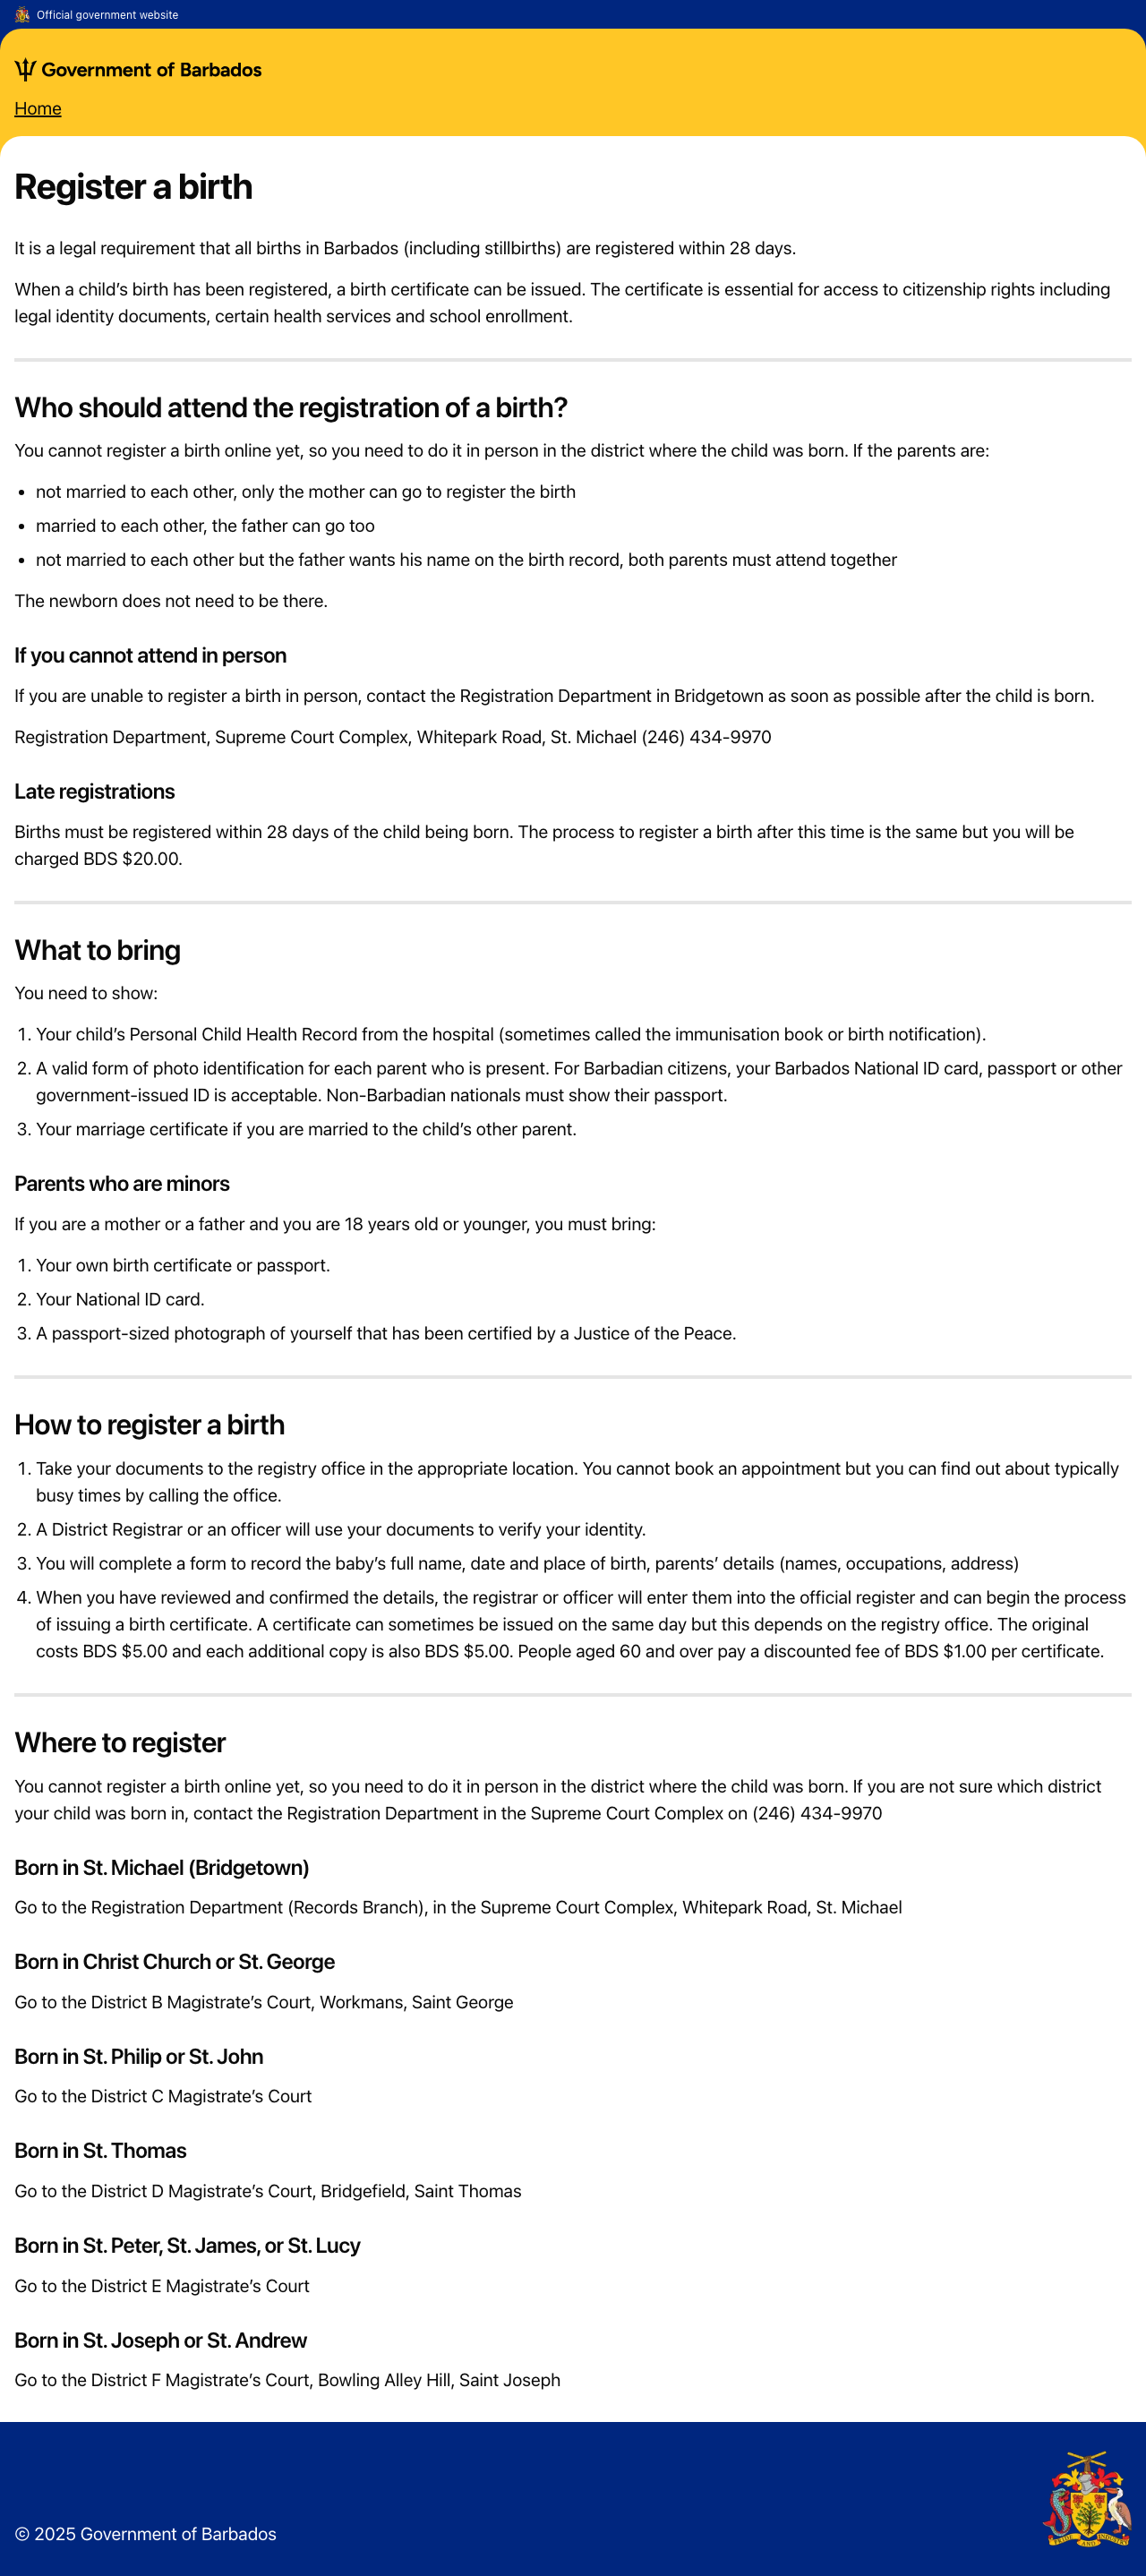 Official government website
Government of Barbados
Home
Register a birth
It is a legal requirement that all births in Barbados (including stillbirths) are registered within 28 days.
When a child’s birth has been registered, a birth certificate can be issued. The certificate is essential for access to citizenship rights including
legal identity documents, certain health services and school enrollment.
Who should attend the registration of a birth?
You cannot register a birth online yet, so you need to do it in person in the district where the child was born. If the parents are:
• not married to each other, only the mother can go to register the birth
• married to each other, the father can go too
• not married to each other but the father wants his name on the birth record, both parents must attend together
The newborn does not need to be there.
If you cannot attend in person
If you are unable to register a birth in person, contact the Registration Department in Bridgetown as soon as possible after the child is born.
Registration Department, Supreme Court Complex, Whitepark Road, St. Michael (246) 434-9970
Late registrations
Births must be registered within 28 days of the child being born. The process to register a birth after this time is the same but you will be
charged BDS $20.00.
What to bring
You need to show:
1. Your child’s Personal Child Health Record from the hospital (sometimes called the immunisation book or birth notification).
2. A valid form of photo identification for each parent who is present. For Barbadian citizens, your Barbados National ID card, passport or other
government-issued ID is acceptable. Non-Barbadian nationals must show their passport.
3. Your marriage certificate if you are married to the child’s other parent.
Parents who are minors
If you are a mother or a father and you are 18 years old or younger, you must bring:
1. Your own birth certificate or passport.
2. Your National ID card.
3. A passport-sized photograph of yourself that has been certified by a Justice of the Peace.
How to register a birth
1. Take your documents to the registry office in the appropriate location. You cannot book an appointment but you can find out about typically
busy times by calling the office.
2. A District Registrar or an officer will use your documents to verify your identity.
3. You will complete a form to record the baby’s full name, date and place of birth, parents’ details (names, occupations, address)
4. When you have reviewed and confirmed the details, the registrar or officer will enter them into the official register and can begin the process
of issuing a birth certificate. A certificate can sometimes be issued on the same day but this depends on the registry office. The original
costs BDS $5.00 and each additional copy is also BDS $5.00. People aged 60 and over pay a discounted fee of BDS $1.00 per certificate.
Where to register
You cannot register a birth online yet, so you need to do it in person in the district where the child was born. If you are not sure which district
your child was born in, contact the Registration Department in the Supreme Court Complex on (246) 434-9970
Born in St. Michael (Bridgetown)
Go to the Registration Department (Records Branch), in the Supreme Court Complex, Whitepark Road, St. Michael
Born in Christ Church or St. George
Go to the District B Magistrate’s Court, Workmans, Saint George
Born in St. Philip or St. John
Go to the District C Magistrate’s Court
Born in St. Thomas
Go to the District D Magistrate’s Court, Bridgefield, Saint Thomas
Born in St. Peter, St. James, or St. Lucy
Go to the District E Magistrate’s Court
Born in St. Joseph or St. Andrew
Go to the District F Magistrate’s Court, Bowling Alley Hill, Saint Joseph
PRIDE AND INDUSTRY
© 2025 Government of Barbados